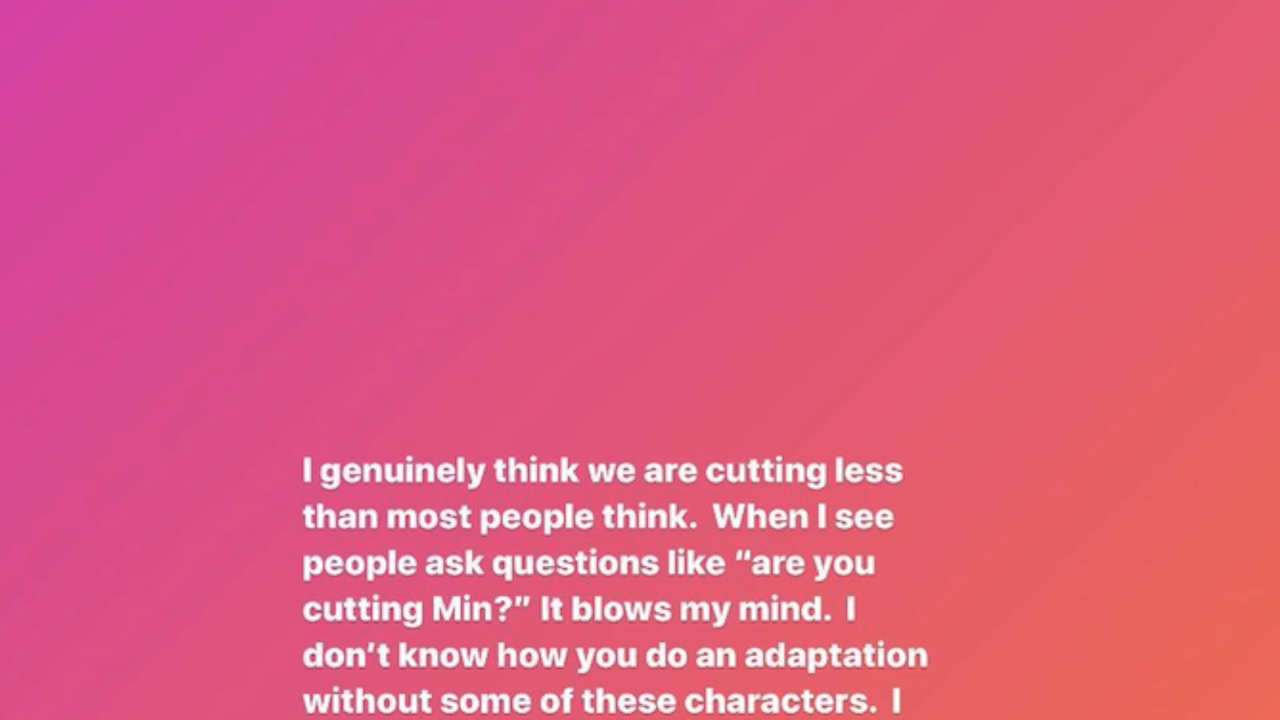 I genuinely think we are cutting less
than most people think.  When I see
people ask questions like “are you
cutting Min?” It blows my mind.  I
don’t know how you do an adaptation
without some of these characters.  I